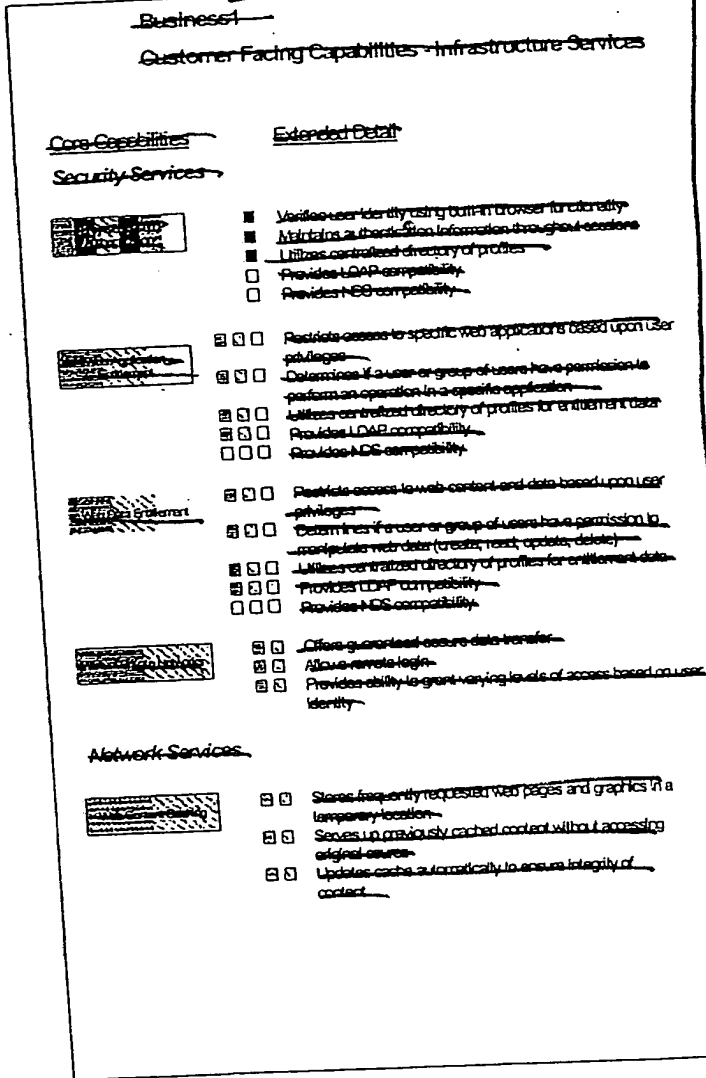 Business1
Customer Facing Capabilities - Infrastructure Services
Core Capabilities
Extended Detail
Security Services
Verifies user identity using built-in browser functionality
Maintains authentication information throughout sessions
Utilizes centralized directory of profiles
Provides LDAP compatibility
Provides NDS compatibility
Restricts access to specific web applications based upon user
privileges
Determines if a user or group of users have permission to
perform an operation in a specific application
Utilizes centralized directory of profiles for entitlement data
Provides LDAP compatibility
Provides NDS compatibility
Web Data Entitlement
Restricts access to web content and data based upon user
privileges
Determines if a user or group of users have permission to
manipulate web data (create, read, update, delete)
Utilizes centralized directory of profiles for entitlement data
Provides LDAP compatibility
Provides NDS compatibility
Offers guaranteed secure data transfer
Allows remote login
Provides ability to grant varying levels of access based on user
identity
Network Services
Web Content Caching
Stores frequently requested web pages and graphics in a
temporary location
Serves up previously cached content without accessing
original source
Updates cache automatically to ensure integrity of
content